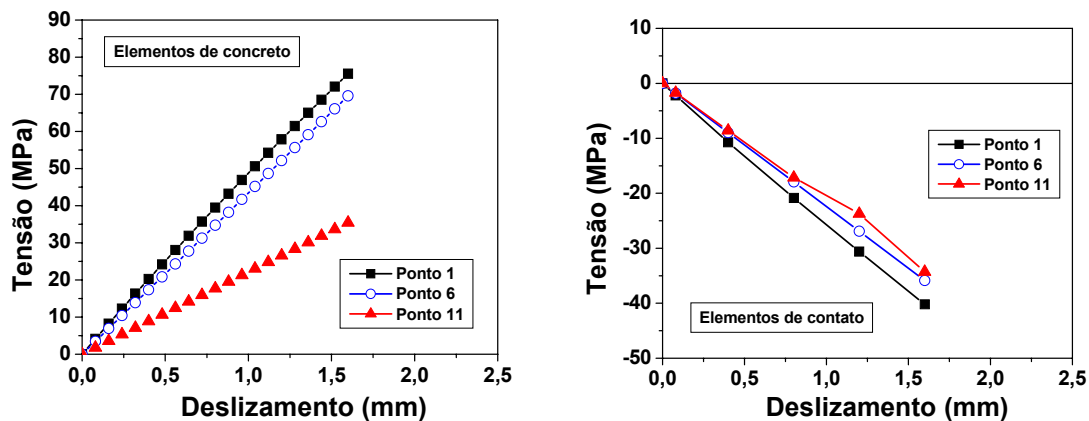 90
80
70
60
50
40
30
20
10
0
Tensão (MPa)
Elementos de concreto
Ponto 1
Ponto 6
Ponto 11
0,0 0,5 1,0 1,5 2,0 2,5
Deslizamento (mm)
10
0
-10
-20
-30
-40
-50
Tensão (MPa)
Ponto 1
Ponto 6
Ponto 11
Elementos de contato
0,0 0,5 1,0 1,5 2,0 2,5
Deslizamento (mm)